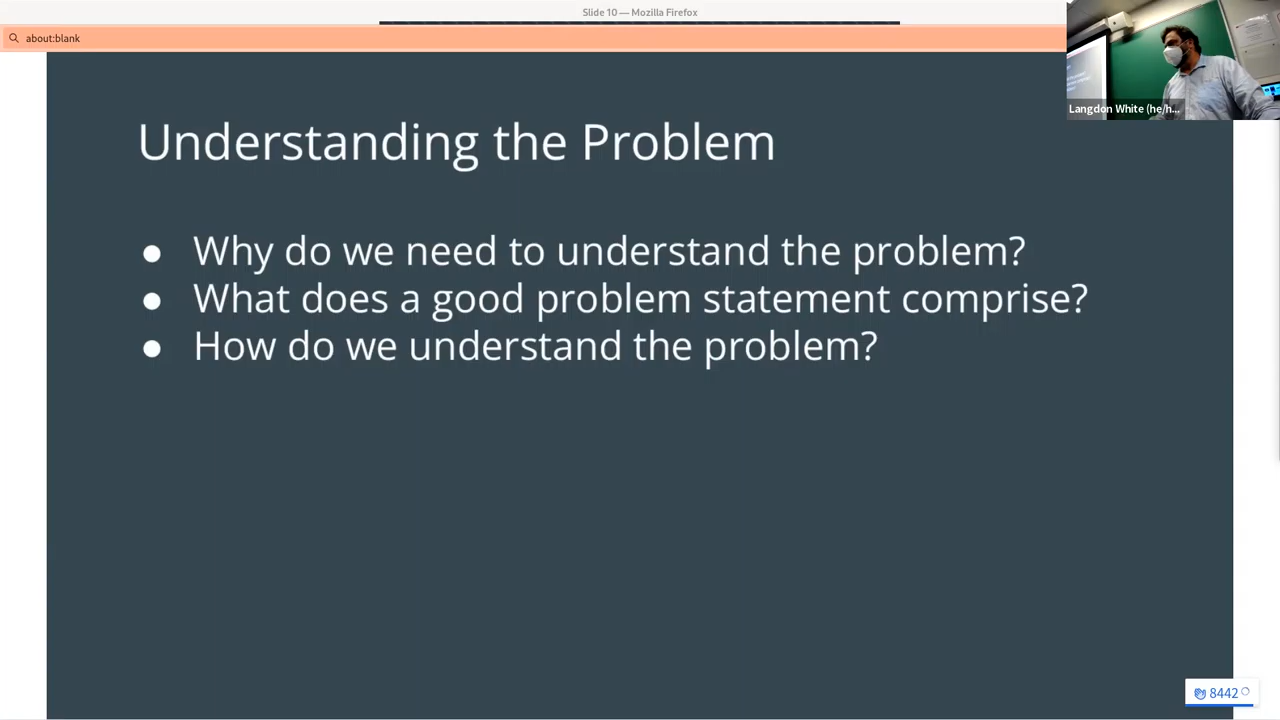 Slide 10 — Mozilla Firefox
about:blank
Langdon White (he/h...
Understanding the Problem
● Why do we need to understand the problem?
● What does a good problem statement comprise?
● How do we understand the problem?
8442